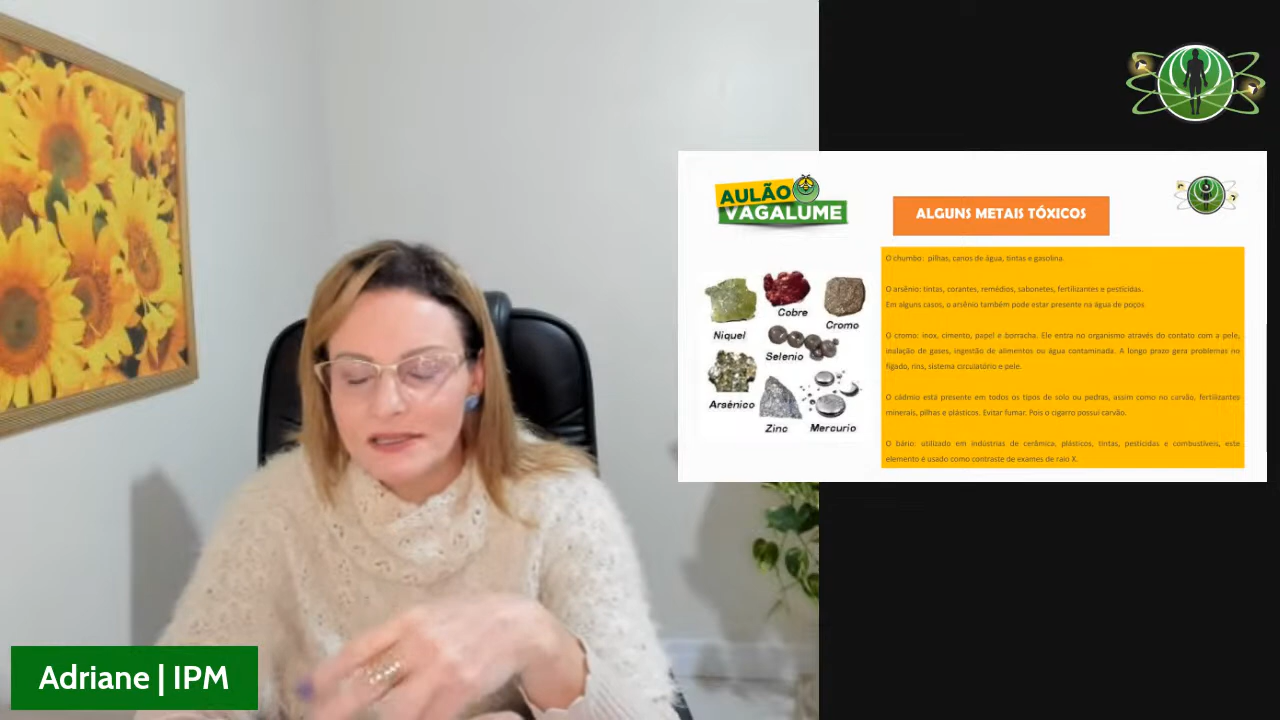 AULÃO
VAGALUME
ALGUNS METAIS TÓXICOS
Niquel
Cobre
Cromo
Selenio
Arsénico
Zinc
Mercurio
O chumbo: pilhas, canos de água, tintas e gasolina.
O arsênio: tintas, corantes, remédios, sabonetes, fertilizantes e pesticidas.
Em alguns casos, o arsênio também pode estar presente na água de poços
O cromo: inox, cimento, papel e borracha. Ele entra no organismo através do contato com a pele,
inalação de gases, ingestão de alimentos ou água contaminada. A longo prazo gera problemas no
fígado, rins, sistema circulatório e pele.
O cádmio está presente em todos os tipos de solo ou pedras, assim como no carvão, fertilizantes
minerais, pilhas e plásticos. Evitar fumar. Pois o cigarro possui carvão.
O bário: utilizado em indústrias de cerâmica, plásticos, tintas, pesticidas e combustíveis, este
elemento é usado como contraste de exames de raio X.
Adriane | IPM